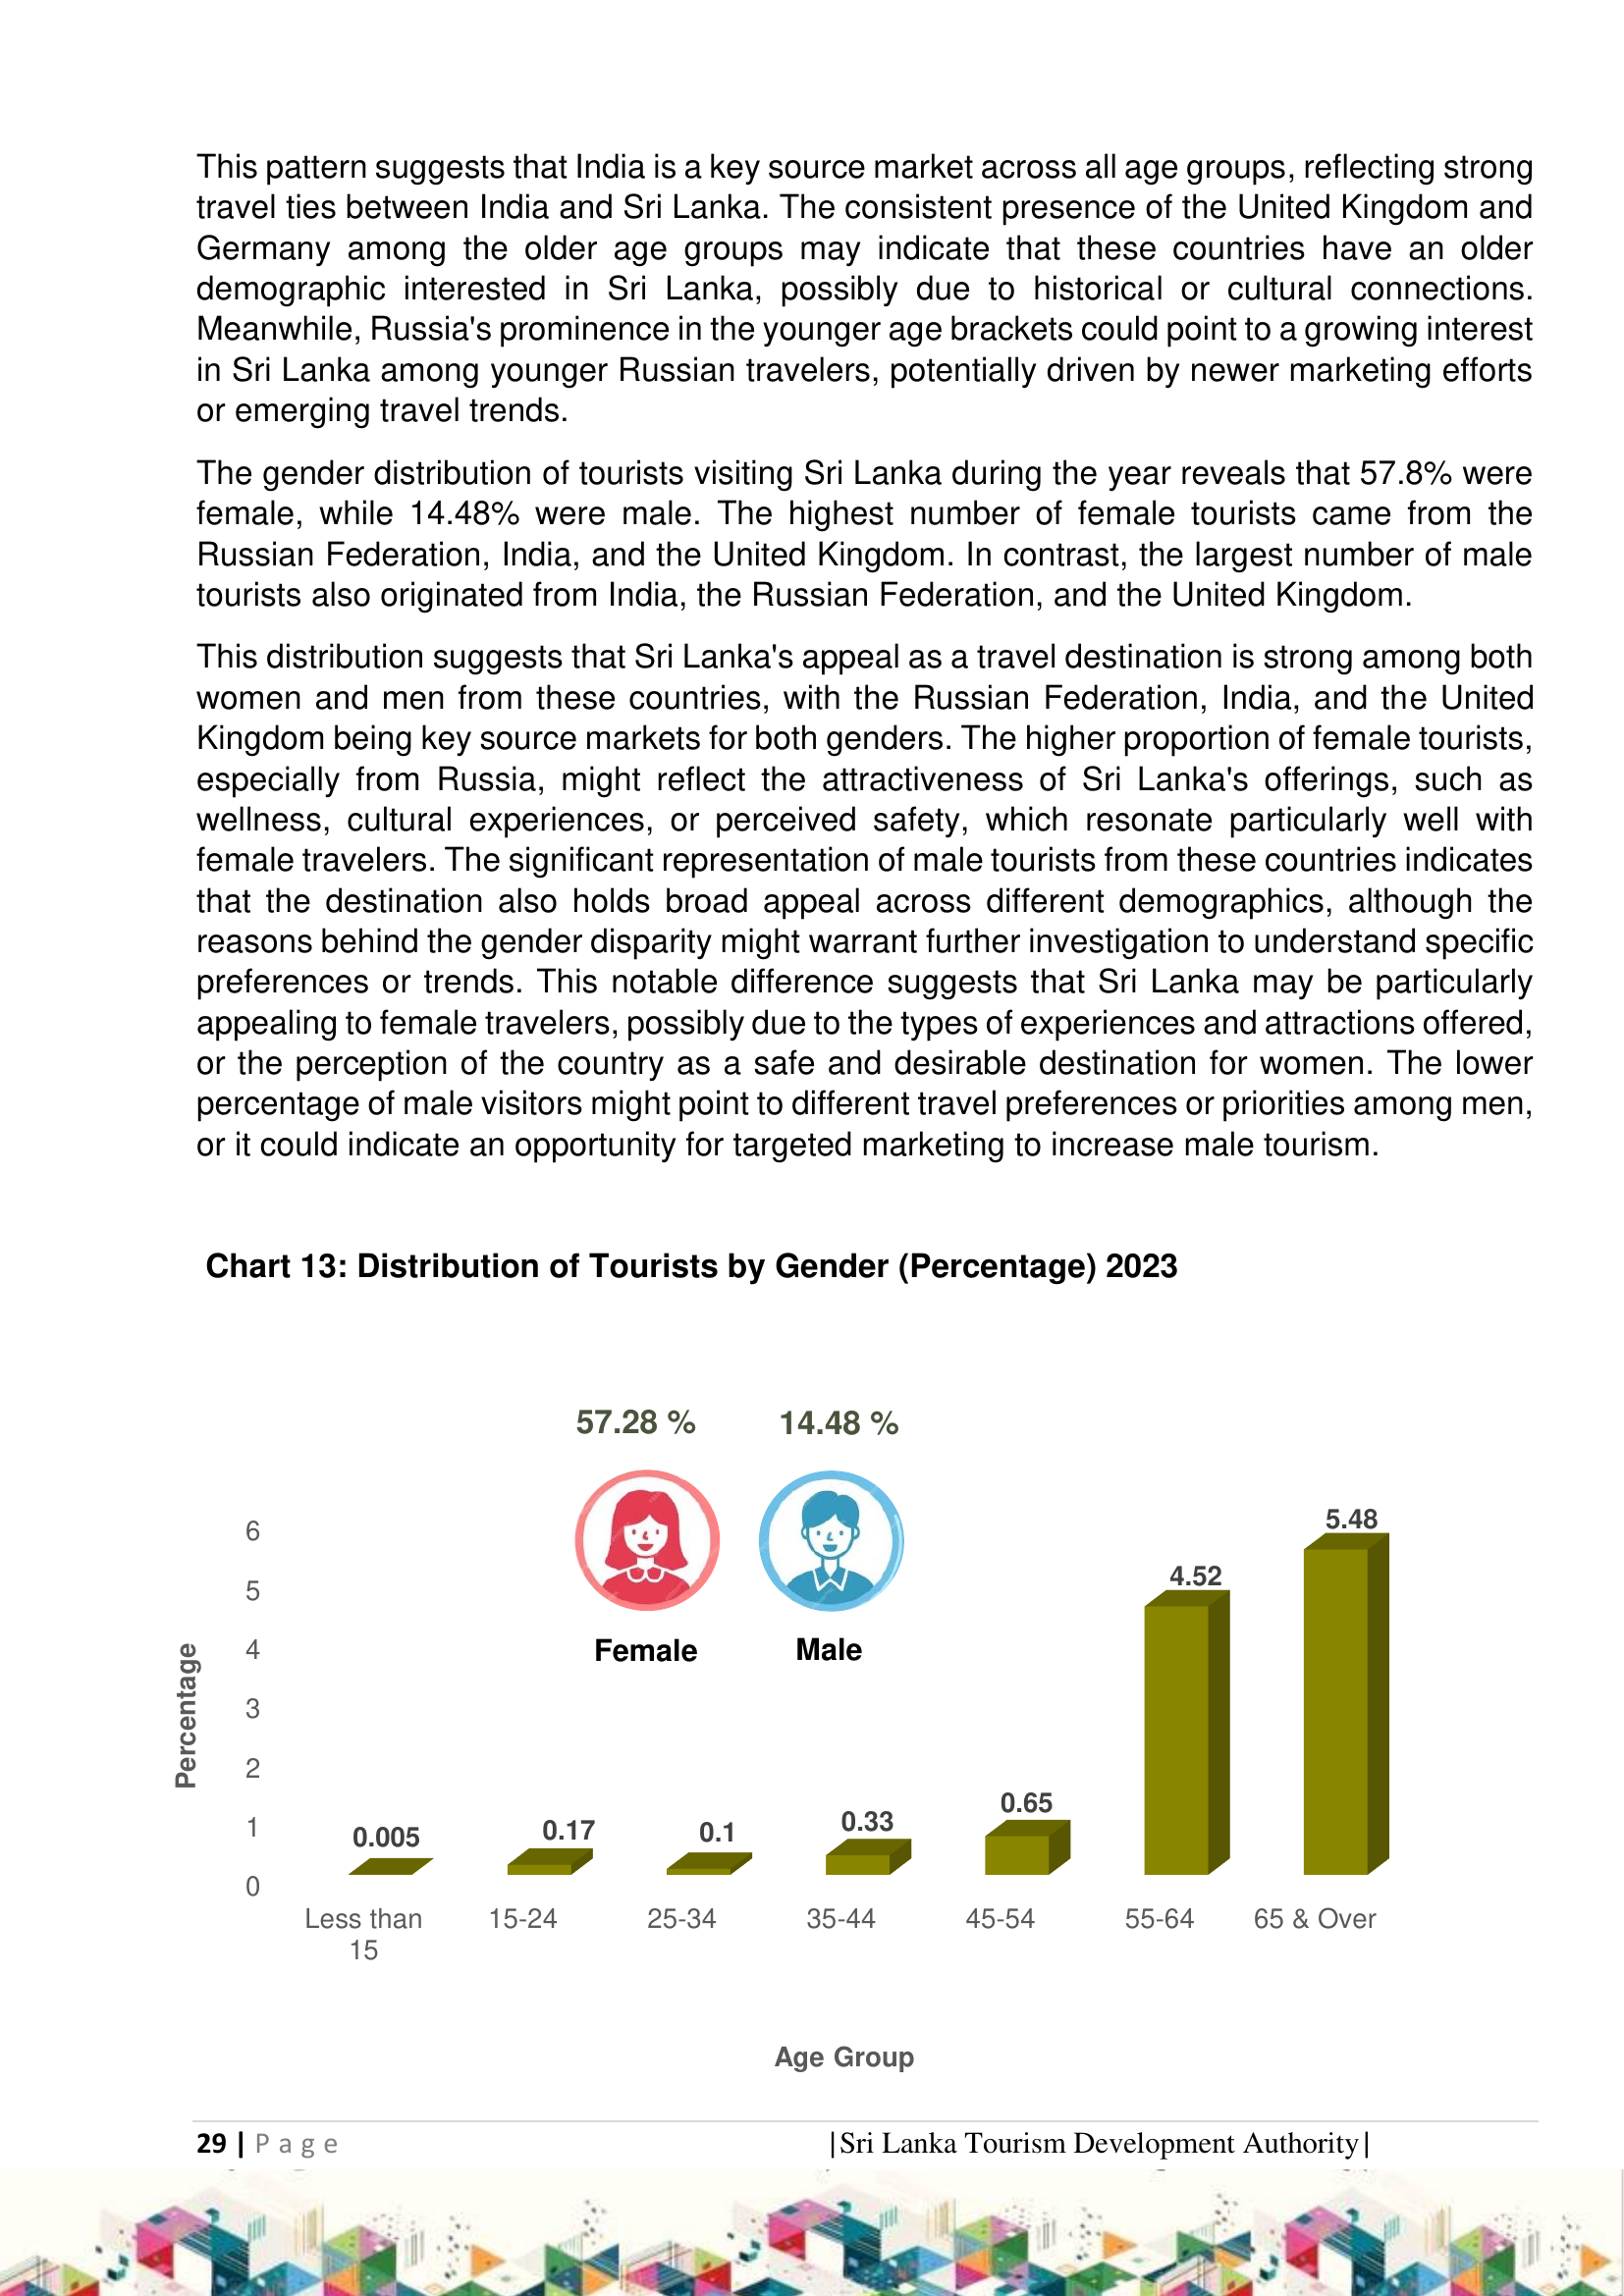 This pattern suggests that India is a key source market across all age groups, reflecting strong
travel ties between India and Sri Lanka. The consistent presence of the United Kingdom and
Germany among the older age groups may indicate that these countries have an older
demographic interested in Sri Lanka, possibly due to historical or cultural connections.
Meanwhile, Russia's prominence in the younger age brackets could point to a growing interest
in Sri Lanka among younger Russian travelers, potentially driven by newer marketing efforts
or emerging travel trends.
The gender distribution of tourists visiting Sri Lanka during the year reveals that 57.8% were
female, while 14.48% were male. The highest number of female tourists came from the
Russian Federation, India, and the United Kingdom. In contrast, the largest number of male
tourists also originated from India, the Russian Federation, and the United Kingdom.
This distribution suggests that Sri Lanka's appeal as a travel destination is strong among both
women and men from these countries, with the Russian Federation, India, and the United
Kingdom being key source markets for both genders. The higher proportion of female tourists,
especially from Russia, might reflect the attractiveness of Sri Lanka's offerings, such as
wellness, cultural experiences, or perceived safety, which resonate particularly well with
female travelers. The significant representation of male tourists from these countries indicates
that the destination also holds broad appeal across different demographics, although the
reasons behind the gender disparity might warrant further investigation to understand specific
preferences or trends. This notable difference suggests that Sri Lanka may be particularly
appealing to female travelers, possibly due to the types of experiences and attractions offered,
or the perception of the country as a safe and desirable destination for women. The lower
percentage of male visitors might point to different travel preferences or priorities among men,
or it could indicate an opportunity for targeted marketing to increase male tourism.
Chart 13: Distribution of Tourists by Gender (Percentage) 2023
57.28 % 14.48 %
Female Male
Percentage
6
5
4
3
2
1
0
0.005 0.17 0.1 0.33 0.65 4.52 5.48
Less than 15-24 25-34 35-44 45-54 55-64 65 & Over
15
Age Group
29 | Page |Sri Lanka Tourism Development Authority|